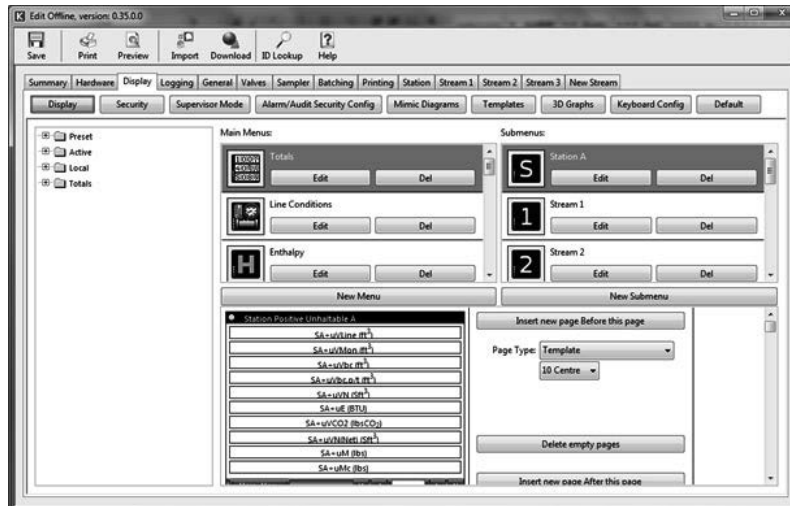 Edit Offline, version: 0.35.0.0
Save Print Preview Import Download ID Lookup Help
Summary Hardware Display Logging General Valves Sampler Batching Printing Station Stream 1 Stream 2 Stream 3 New Stream
Display Security Supervisor Mode Alarm/Audit Security Config Mimic Diagrams Templates 3D Graphs Keyboard Config Default
Preset
Active
Local
Totals
Main Menus:
Totals
Edit Del
Line Conditions
Edit Del
H
Enthalpy
Edit Del
New Menu
Submenus:
S
Station A
Edit Del
1
Stream 1
Edit Del
2
Stream 2
Edit Del
New Submenu
Station Positive Unhaltable A
SA+uVLine (ft³)
SA+uVMon (ft³)
SA+uVbc (ft³)
SA+uVbc.p/t (ft³)
SA+uVN (Sft³)
SA+uE (BTU)
SA+uVCO2 (lbsCO₂)
SA+uVN(Net) (Sft³)
SA+uM (lbs)
SA+uMc (lbs)
Insert new page Before this page
Page Type: Template
10 Centre
Delete empty pages
Insert new page After this page